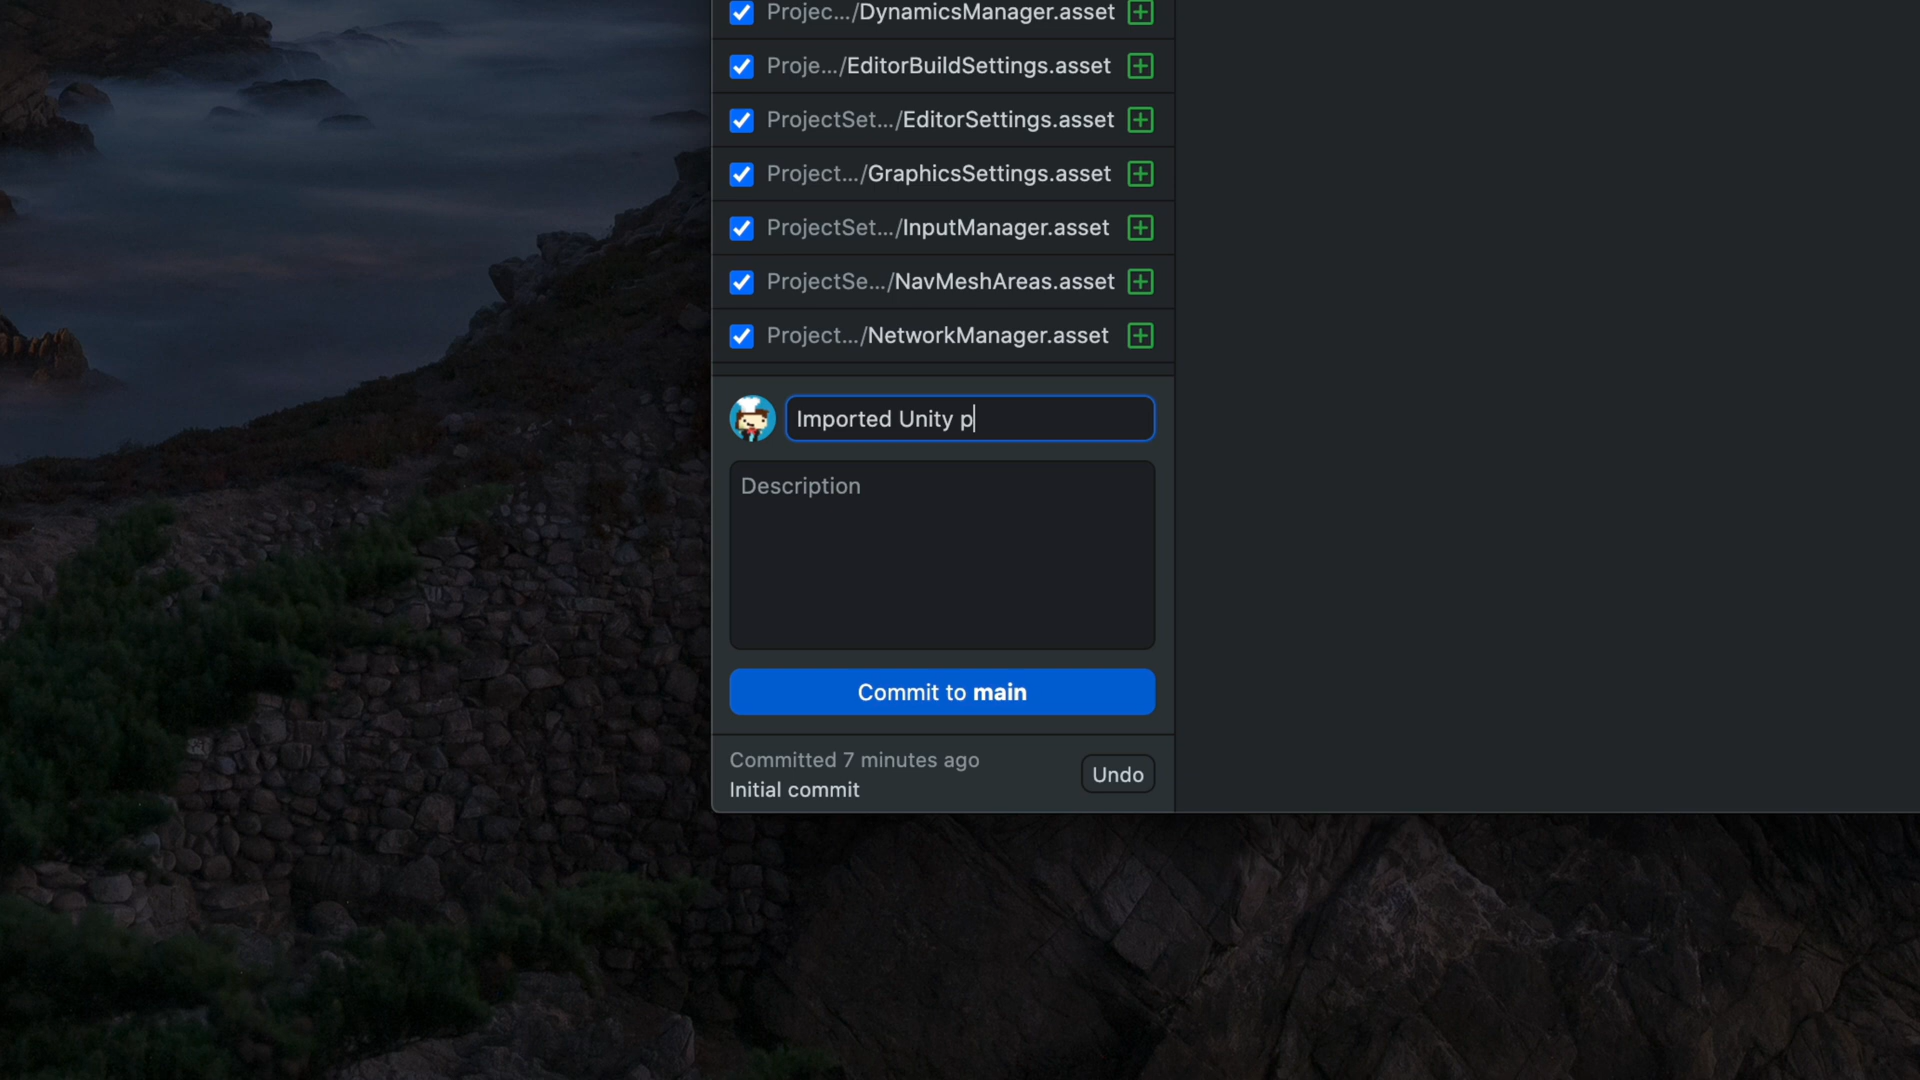 Projec.../DynamicsManager.asset
Proje.../EditorBuildSettings.asset
ProjectSet.../EditorSettings.asset
Project.../GraphicsSettings.asset
ProjectSet.../InputManager.asset
ProjectSe.../NavMeshAreas.asset
Project.../NetworkManager.asset
Imported Unity p
Description
Commit to main
Committed 7 minutes ago
Undo
Initial commit